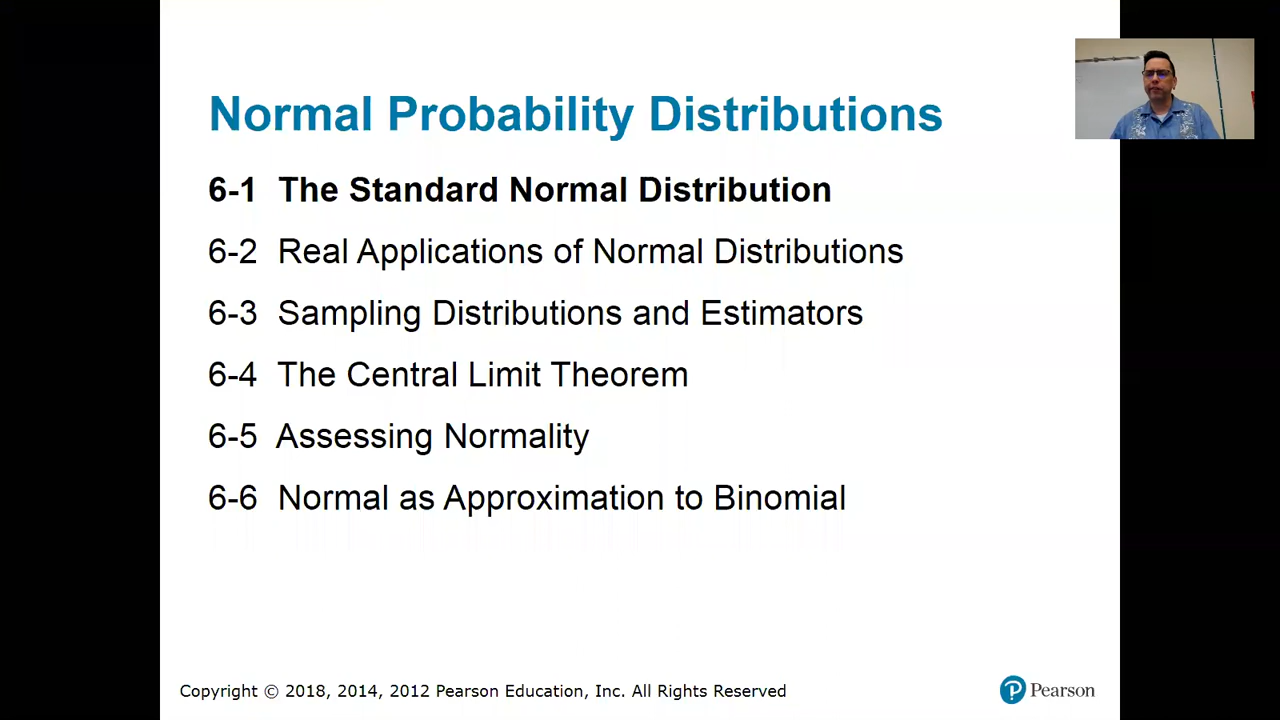 Normal Probability Distributions
6-1 The Standard Normal Distribution
6-2 Real Applications of Normal Distributions
6-3 Sampling Distributions and Estimators
6-4 The Central Limit Theorem
6-5 Assessing Normality
6-6 Normal as Approximation to Binomial
Copyright © 2018, 2014, 2012 Pearson Education, Inc. All Rights Reserved
P Pearson